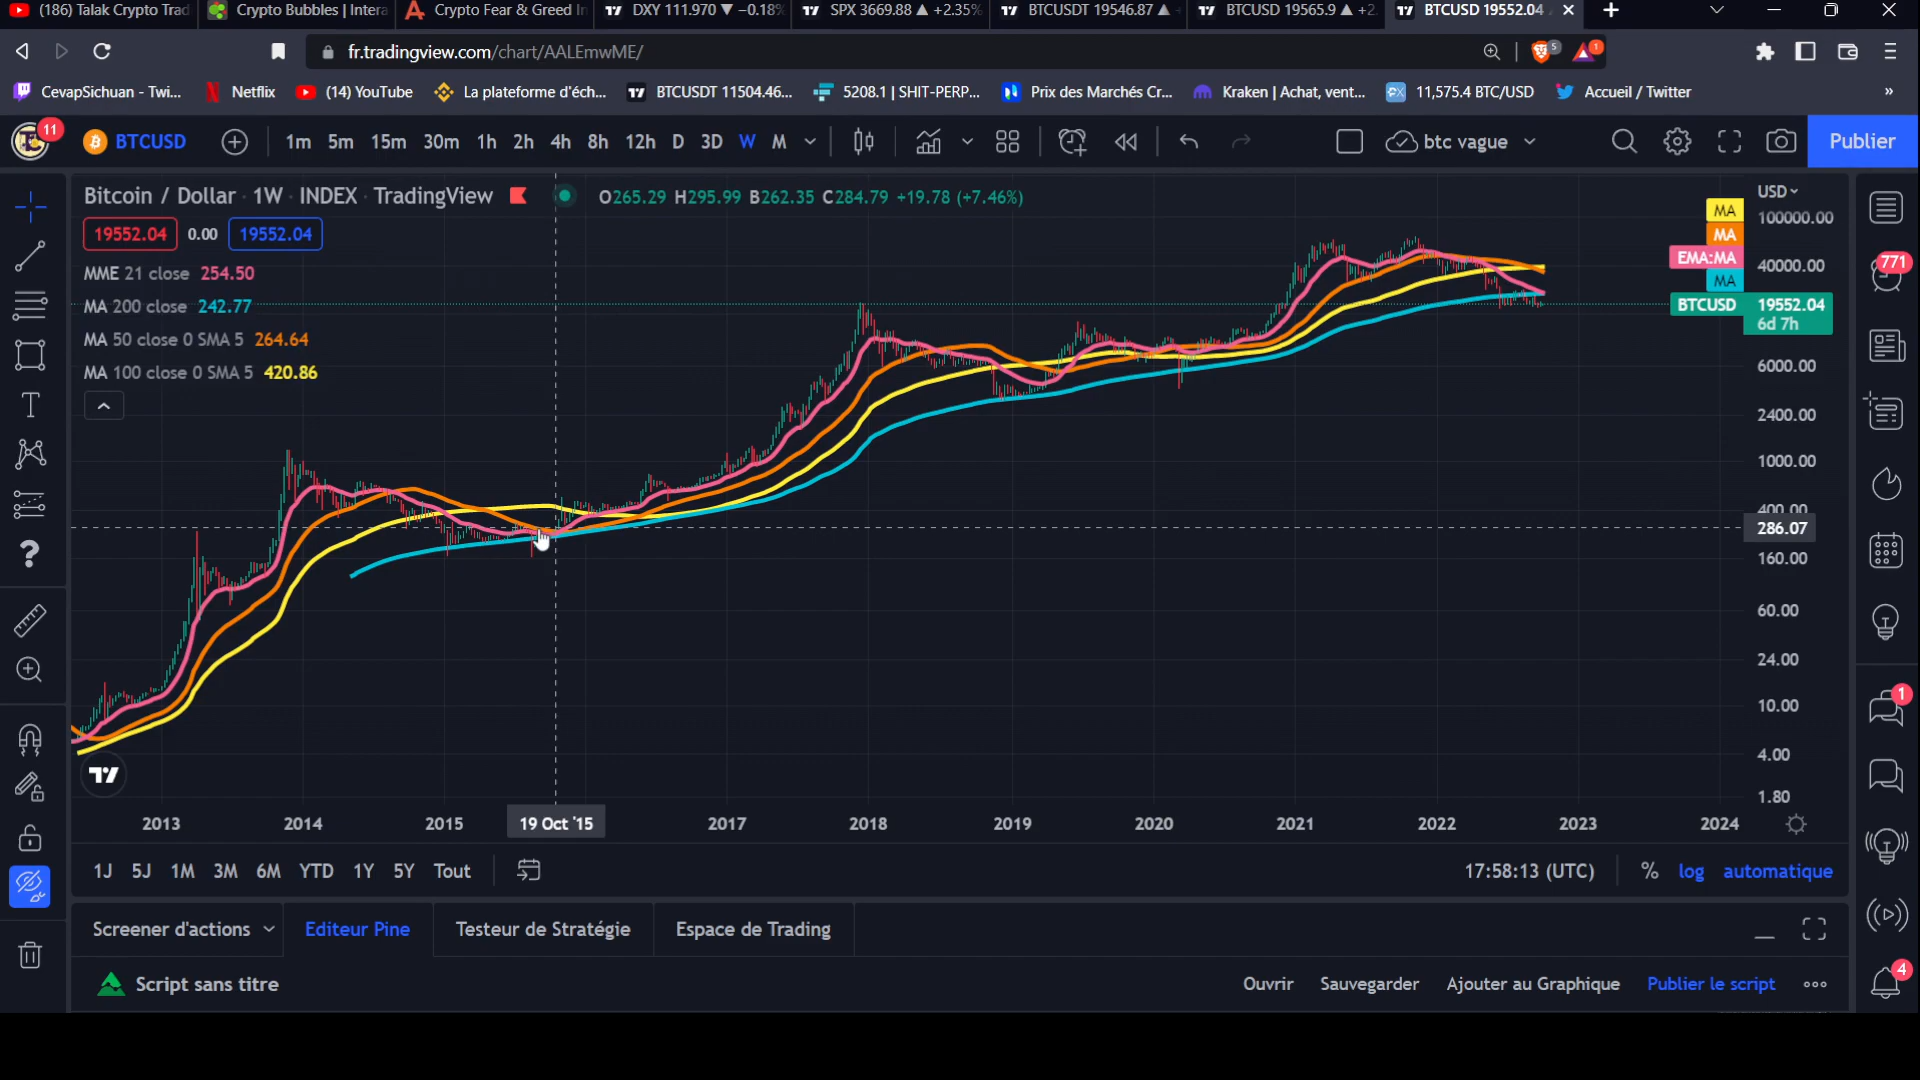 (186) Talak Crypto Trad
Crypto Bubbles | Intera
Crypto Fear & Greed In
DXY 111.970 ▼ −0.18%
SPX 3669.88 ▲ +2.35%
BTCUSDT 19546.87 ▲
BTCUSD 19565.9 ▲ +2.
BTCUSD 19552.04
fr.tradingview.com/chart/AALEmwME/
5
1
CevapSichuan - Twi...
Netflix
(14) YouTube
La plateforme d'éch...
BTCUSDT 11504.46...
5208.1 | SHIT-PERP...
Prix des Marchés Cr...
Kraken | Achat, vent...
11,575.4 BTC/USD
Accueil / Twitter
»
11
BTCUSD
1m 5m 15m 30m 1h 2h 4h 8h 12h D 3D W M
btc vague
Publier
Bitcoin / Dollar · 1W · INDEX · TradingView
O265.29 H295.99 B262.35 C284.79 +19.78 (+7.46%)
19552.04 0.00 19552.04
MME 21 close 254.50
MA 200 close 242.77
MA 50 close 0 SMA 5 264.64
MA 100 close 0 SMA 5 420.86
USD
MA
100000.00
MA
EMA:MA
40000.00
MA
BTCUSD 19552.04
6d 7h
6000.00
2400.00
1000.00
400.00
286.07
160.00
60.00
24.00
10.00
4.00
1.80
771
1
4
2013 2014 2015 19 Oct '15 2017 2018 2019 2020 2021 2022 2023 2024
1J 5J 1M 3M 6M YTD 1Y 5Y Tout
17:58:13 (UTC) % log automatique
Screener d'actions Editeur Pine Testeur de Stratégie Espace de Trading
Script sans titre
Ouvrir Sauvegarder Ajouter au Graphique Publier le script